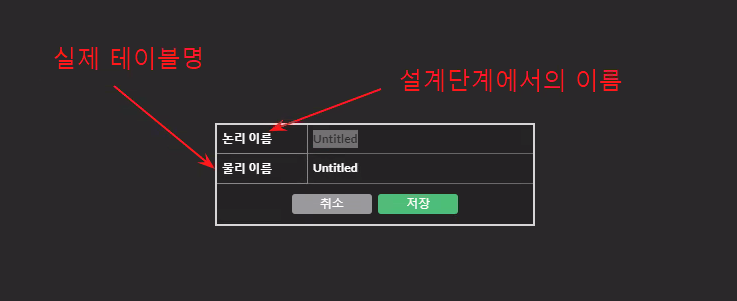 실제 테이블명
설계단계에서의 이름
논리 이름 Untitled
물리 이름 Untitled
취소 저장